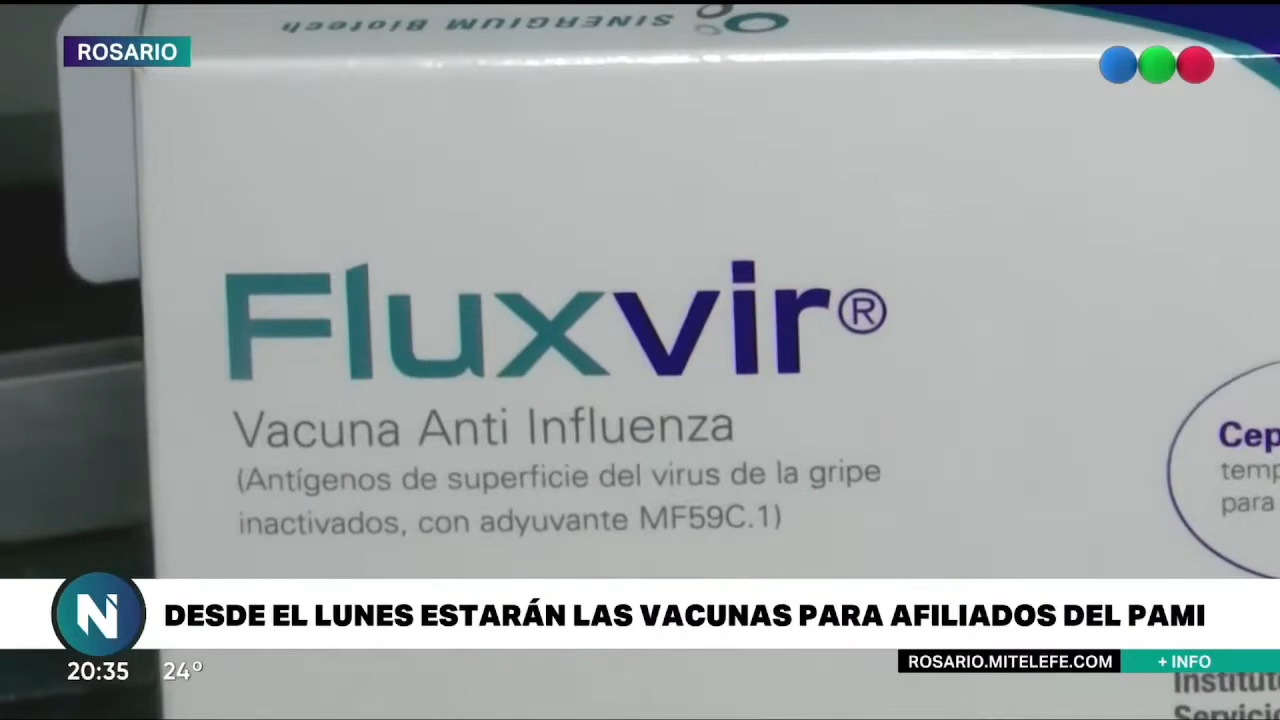 SINERGIUM Biotech
ROSARIO
Fluxvir®
Vacuna Anti Influenza
(Antígenos de superficie del virus de la gripe
inactivados, con adyuvante MF59C.1)
Cep
temp
para
N
DESDE EL LUNES ESTARÁN LAS VACUNAS PARA AFILIADOS DEL PAMI
20:35 24°
ROSARIO.MITELEFE.COM + INFO
Institut
Servicio